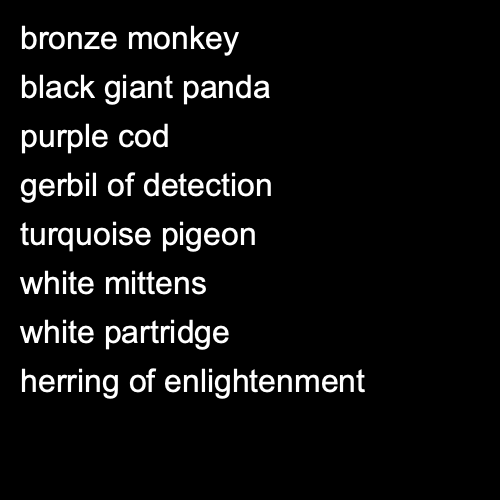 bronze monkey
black giant panda
purple cod
gerbil of detection
turquoise pigeon
white mittens
white partridge
herring of enlightenment